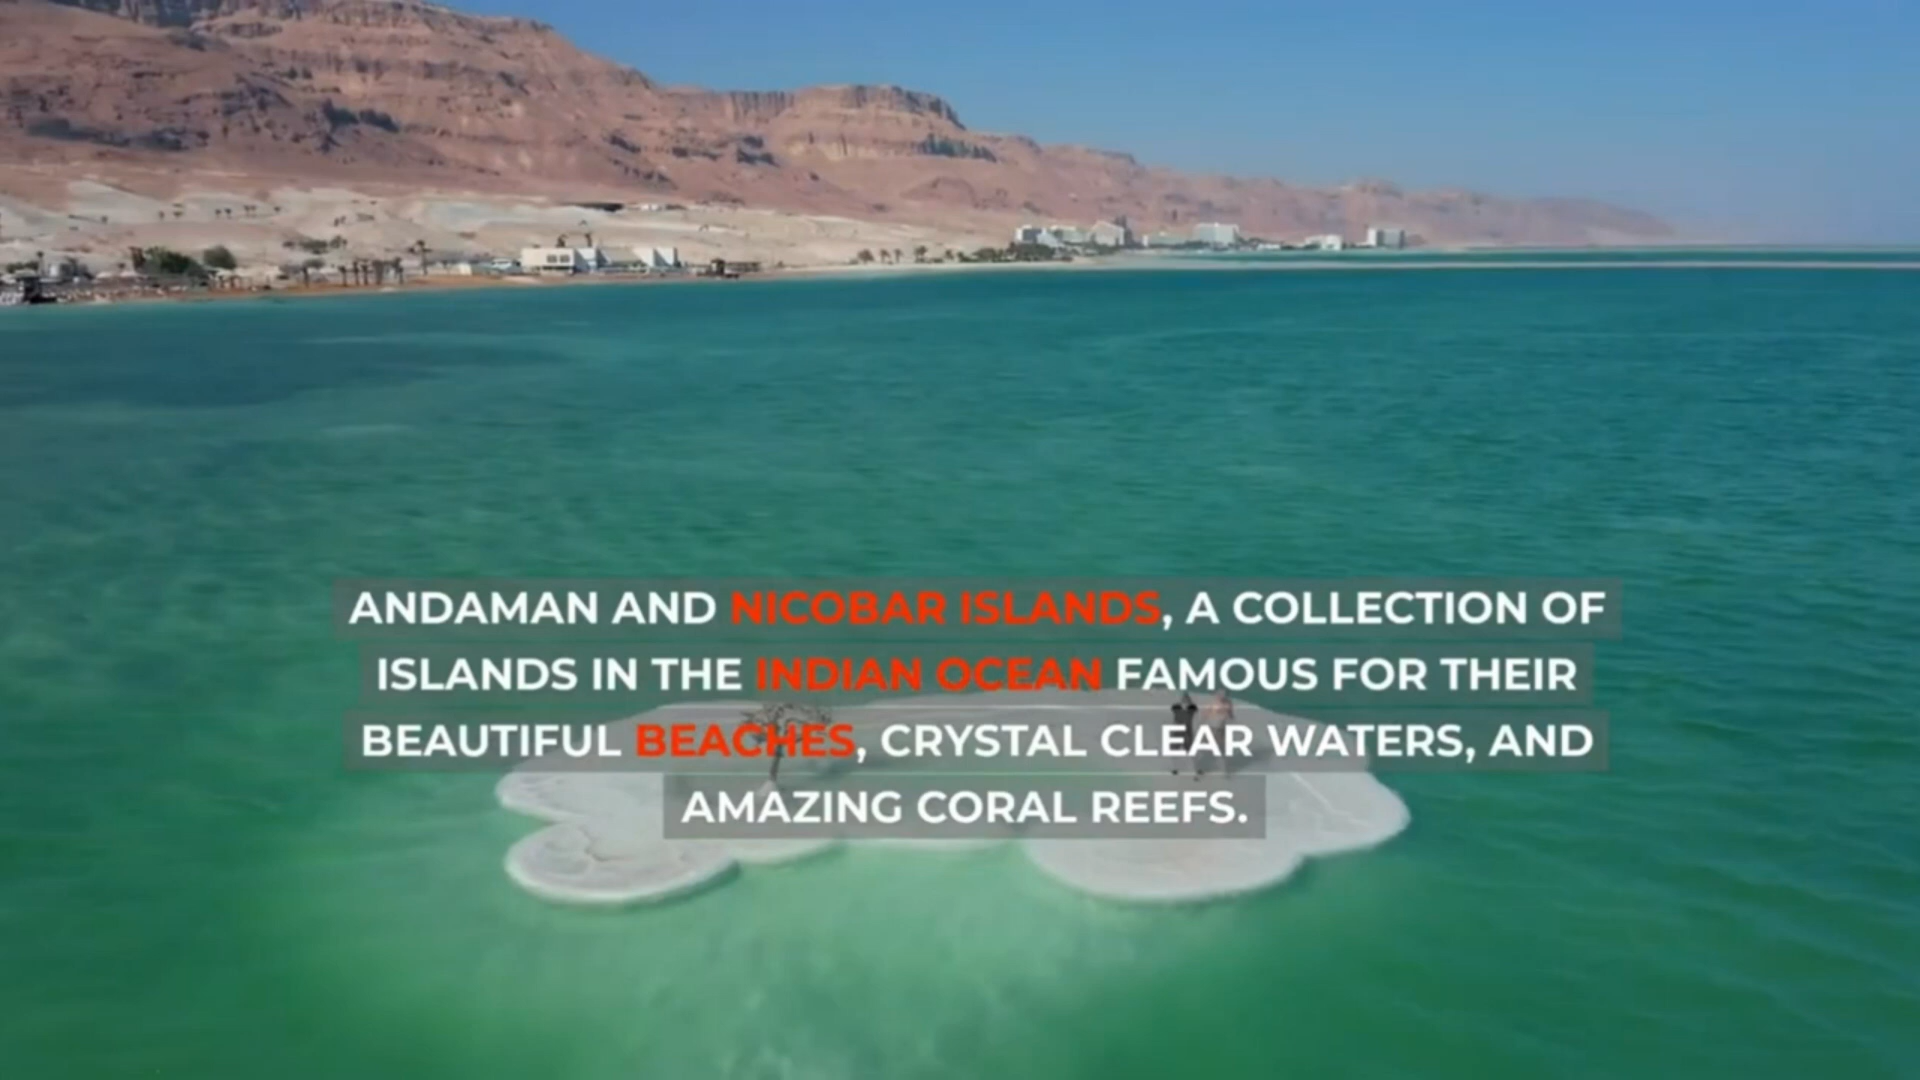 ANDAMAN AND NICOBAR ISLANDS, A COLLECTION OF
ISLANDS IN THE INDIAN OCEAN FAMOUS FOR THEIR
BEAUTIFUL BEACHES, CRYSTAL CLEAR WATERS, AND
AMAZING CORAL REEFS.